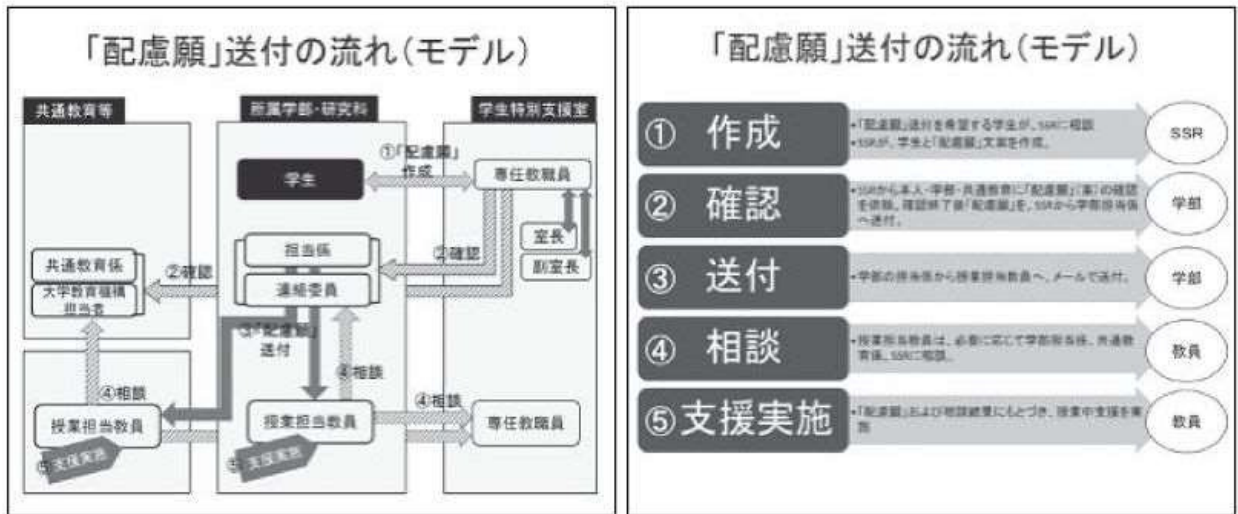 「配慮願」送付の流れ(モデル)
共通教育等
所属学部・研究科
学生特別支援室
①「配慮願」
作成
学生
専任教職員
室長
副室長
②確認
担当係
連絡委員
②確認
共通教育係
大学教育機構
担当者
③「配慮願」
送付
④相談
④相談
④相談
授業担当教員
授業担当教員
専任教職員
⑤支援実施
⑤支援実施
「配慮願」送付の流れ(モデル)
① 作成
•「配慮願」送付を希望する学生が、SSRに相談
•SSRが、学生と「配慮願」文案を作成。
SSR
② 確認
•SSRから本人・学部・共通教育に「配慮願」(案)の確認
を依頼。確認終了後「配慮願」を、SSRから学部担当係
へ送付。
学部
③ 送付
•学部の担当係から授業担当教員へ、メールで送付。
学部
④ 相談
•授業担当教員は、必要に応じて学部担当係、共通教
育係、SSRに相談。
教員
⑤ 支援実施
•「配慮願」および相談結果にもとづき、授業中支援を実
施
教員